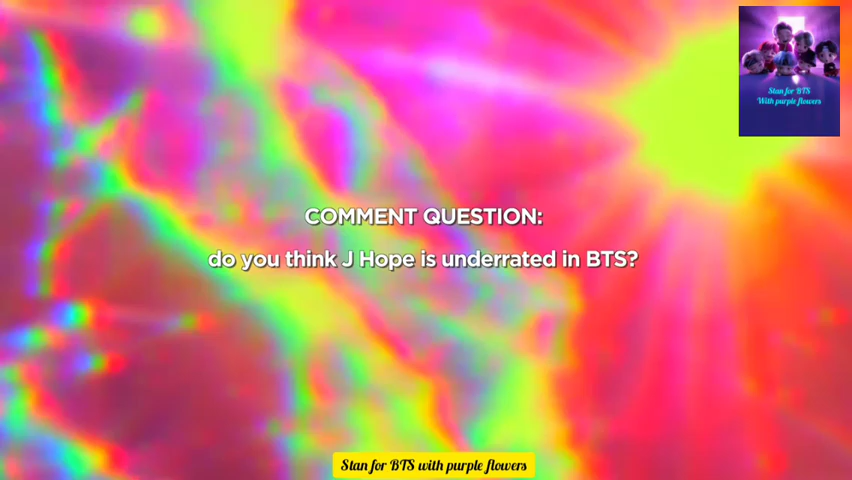 Stan for BTS
With purple flowers
COMMENT QUESTION:
do you think J Hope is underrated in BTS?
Stan for BTS with purple flowers